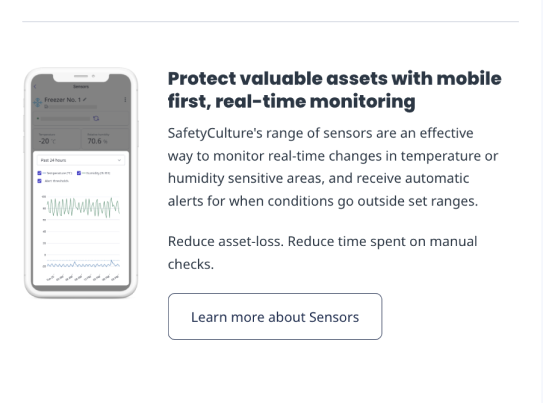 Sensors
Freezer No. 1
-20 °C
70.6 %
Past 24 hours
Protect valuable assets with mobile
first, real-time monitoring
SafetyCulture's range of sensors are an effective
way to monitor real-time changes in temperature or
humidity sensitive areas, and receive automatic
alerts for when conditions go outside set ranges.
Reduce asset-loss. Reduce time spent on manual
checks.
Learn more about Sensors